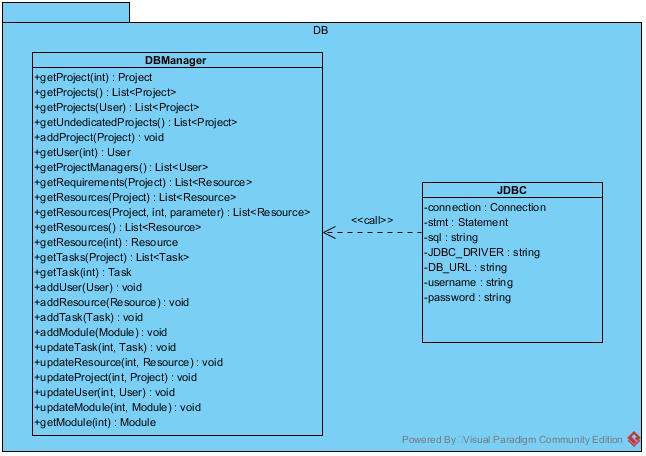 DB
DBManager
+getProject(int) : Project
+getProjects() : List<Project>
+getProjects(User) : List<Project>
+getUndedicatedProjects() : List<Project>
+addProject(Project) : void
+getUser(int) : User
+getProjectManagers() : List<User>
+getRequirements(Project) : List<Resource>
+getResources(Project) : List<Resource>
+getResources(Project, int, parameter) : List<Resource>
+getResources() : List<Resource>
+getResource(int) : Resource
+getTasks(Project) : List<Task>
+getTask(int) : Task
+addUser(User) : void
+addResource(Resource) : void
+addTask(Task) : void
+addModule(Module) : void
+updateTask(int, Task) : void
+updateResource(int, Resource) : void
+updateProject(int, Project) : void
+updateUser(int, User) : void
+updateModule(int, Module) : void
+getModule(int) : Module
<<call>>
JDBC
-connection : Connection
-stmt : Statement
-sql : string
-JDBC_DRIVER : string
-DB_URL : string
-username : string
-password : string
Powered By Visual Paradigm Community Edition